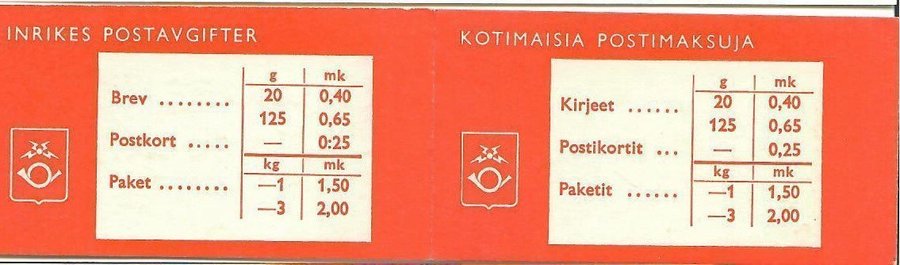 INRIKES POSTAVGIFTER
g | mk
Brev ........ 20 0,40
125 0,65
Postkort ..... — 0:25
kg | mk
Paket ........ —1 1,50
—3 2,00
KOTIMAISIA POSTIMAKSUJA
g | mk
Kirjeet ...... 20 0,40
125 0,65
Postikortit ... — 0,25
kg | mk
Paketit ...... —1 1,50
—3 2,00